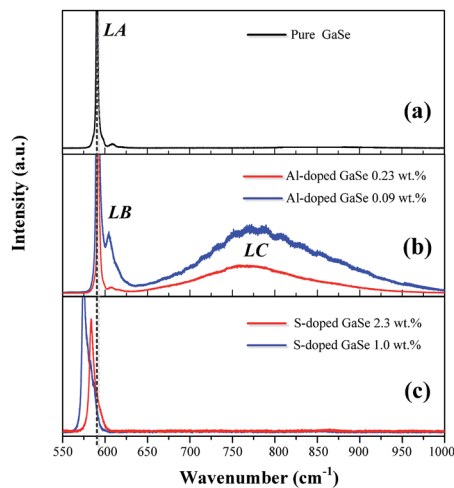 LA
Pure GaSe
(a)
Al-doped GaSe 0.23 wt.%
Al-doped GaSe 0.09 wt.%
LB
LC
(b)
S-doped GaSe 2.3 wt.%
S-doped GaSe 1.0 wt.%
(c)
Intensity (a.u.)
550 600 650 700 750 800 850 900 950 1000
Wavenumber (cm⁻¹)